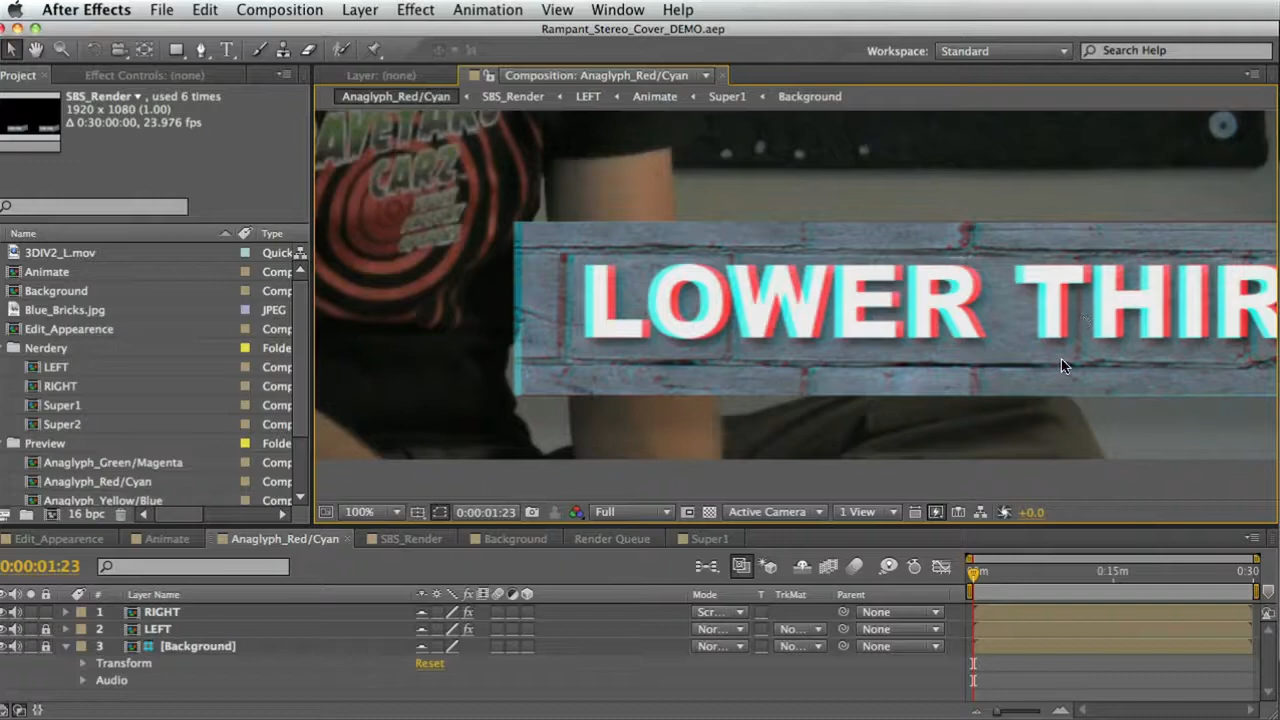 After Effects File Edit Composition Layer Effect Animation View Window Help
Rampant_Stereo_Cover_DEMO.aep
Workspace: Standard Search Help
Project Effect Controls: (none) Layer: (none) Composition: Anaglyph_Red/Cyan
SBS_Render , used 6 times
1920 x 1080 (1.00)
Δ 0:30:00:00, 23.976 fps
Anaglyph_Red/Cyan SBS_Render LEFT Animate Super1 Background
CARZ
LOWER THIR
Name Type
3DIV2_L.mov Quick
Animate Comp
Background Comp
Blue_Bricks.jpg JPEG
Edit_Appearence Comp
Nerdery Folde
LEFT Comp
RIGHT Comp
Super1 Comp
Super2 Comp
Preview Folde
Anaglyph_Green/Magenta Comp
Anaglyph_Red/Cyan Comp
Anaglyph_Yellow/Blue Comp
16 bpc
100% 0:00:01:23 Full Active Camera 1 View +0.0
Edit_Appearence Animate Anaglyph_Red/Cyan SBS_Render Background Render Queue Super1
0:00:01:23 0:15m 0:30
# Layer Name Mode T TrkMat Parent
1 RIGHT Scr... None
2 LEFT Nor... No... None
3 [Background] Nor... No... None
Transform Reset
Audio